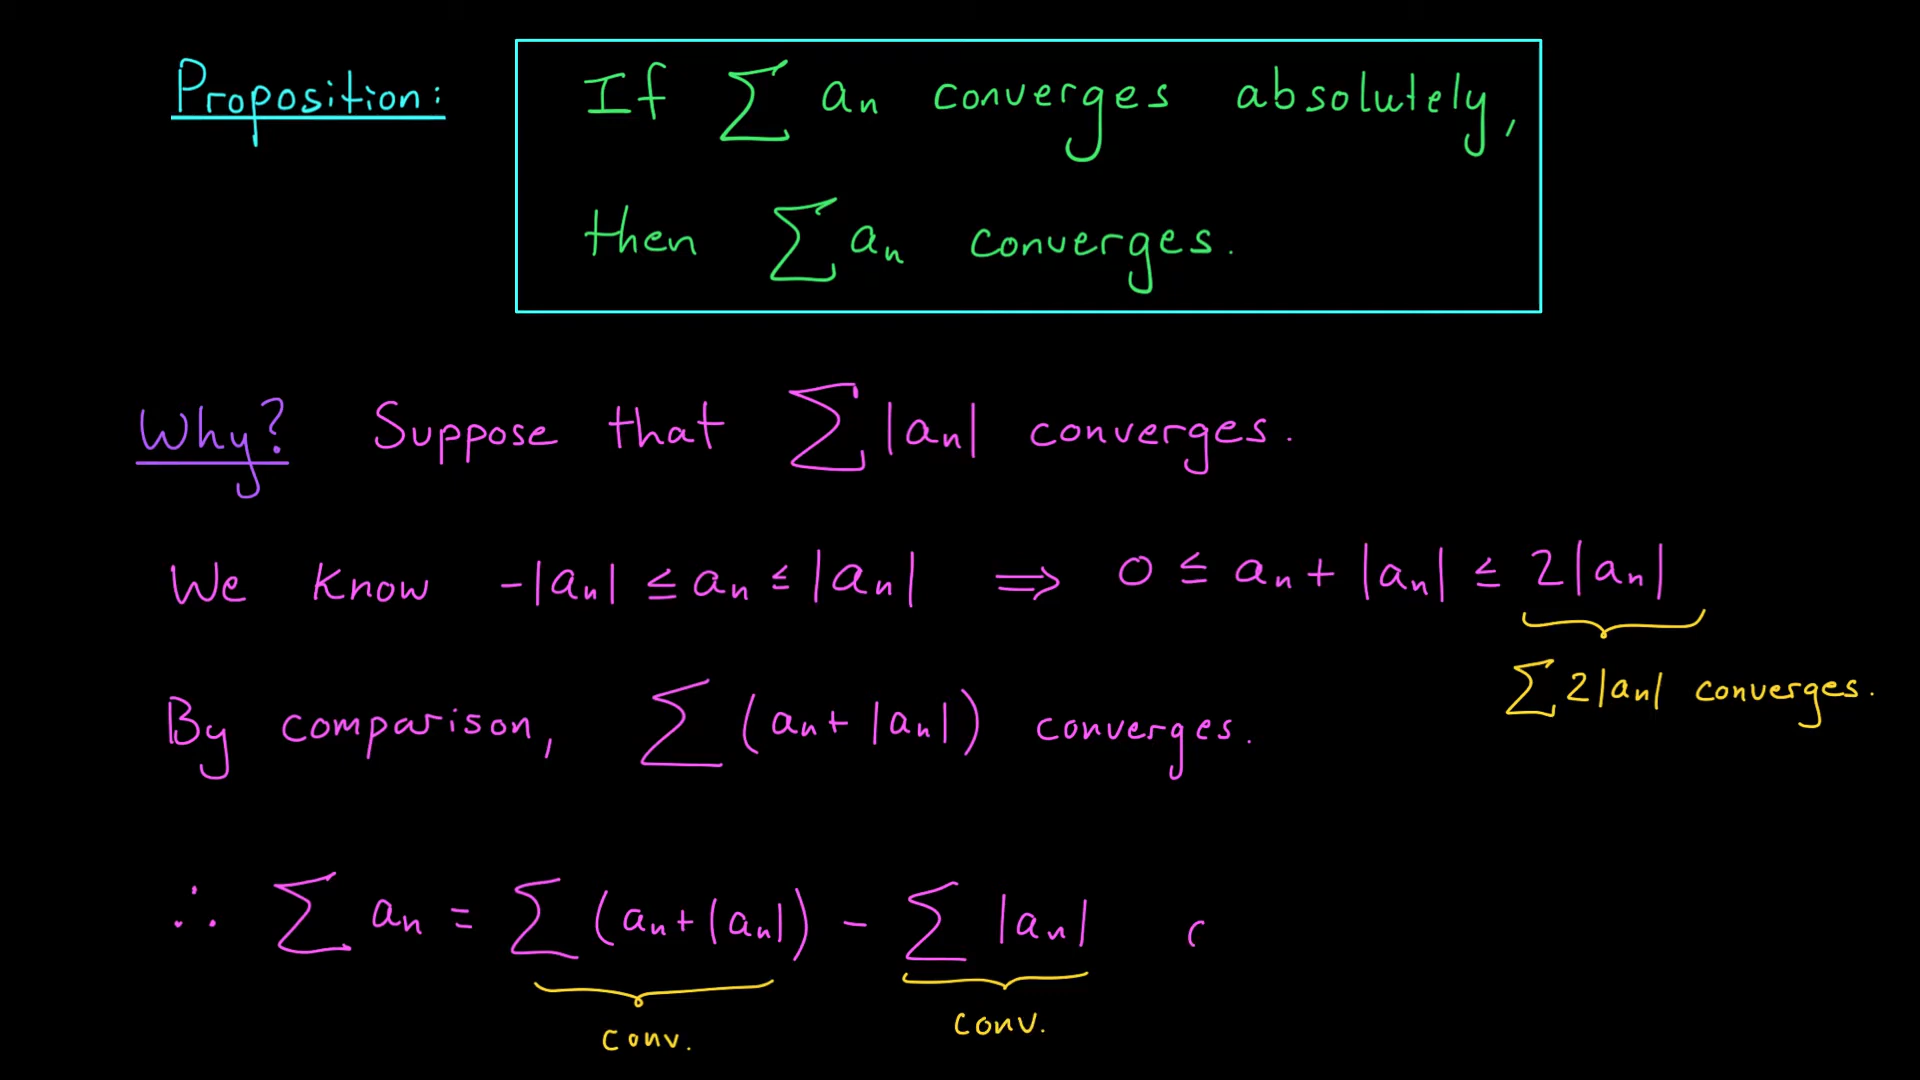 Proposition: If ∑ an converges absolutely,
then ∑ an converges.
Why? Suppose that ∑ |an| converges.
We know -|an| ≤ an ≤ |an| ⟹ 0 ≤ an + |an| ≤ 2|an|
∑ 2|an| converges.
By comparison, ∑ (an + |an|) converges.
∴ ∑ an = ∑ (an + |an|) - ∑ |an| c
conv. conv.